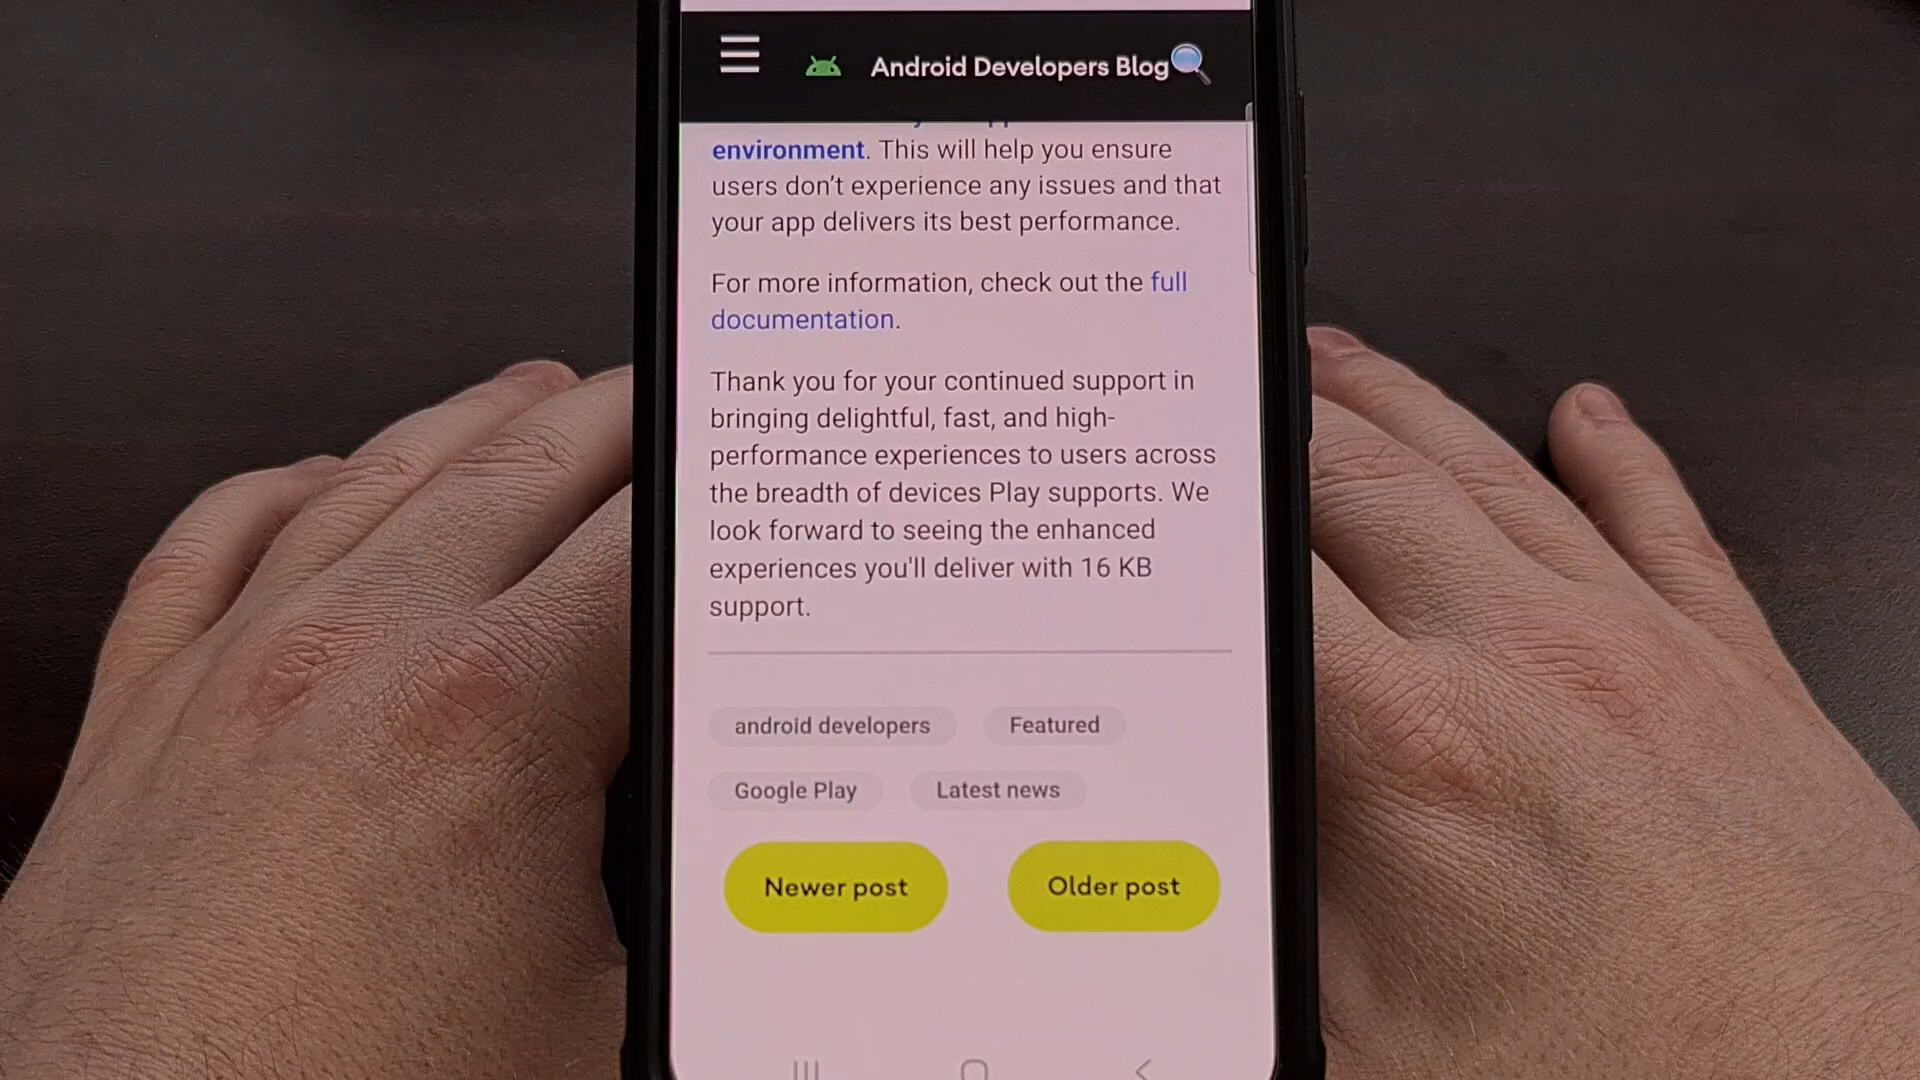 Android Developers Blog
environment. This will help you ensure
users don't experience any issues and that
your app delivers its best performance.
For more information, check out the full
documentation.
Thank you for your continued support in
bringing delightful, fast, and high-
performance experiences to users across
the breadth of devices Play supports. We
look forward to seeing the enhanced
experiences you'll deliver with 16 KB
support.
android developers Featured
Google Play Latest news
Newer post Older post